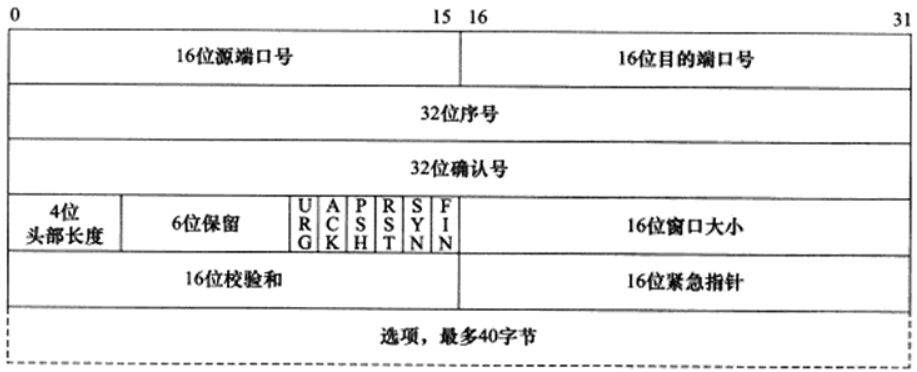 0 15 16 31
16位源端口号 16位目的端口号
32位序号
32位确认号
4位
头部长度
6位保留
URG
ACK
PSH
RST
SYN
FIN
16位窗口大小
16位校验和 16位紧急指针
选项，最多40字节